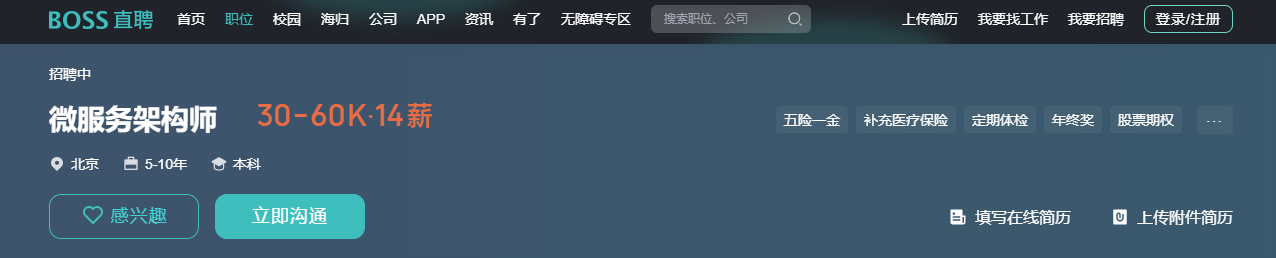 BOSS 直聘 首页 职位 校园 海归 公司 APP 资讯 有了 无障碍专区 搜索职位、公司 上传简历 我要找工作 我要招聘 登录/注册
招聘中
微服务架构师 30-60K·14薪 五险一金 补充医疗保险 定期体检 年终奖 股票期权 ...
北京 5-10年 本科
感兴趣 立即沟通 填写在线简历 上传附件简历